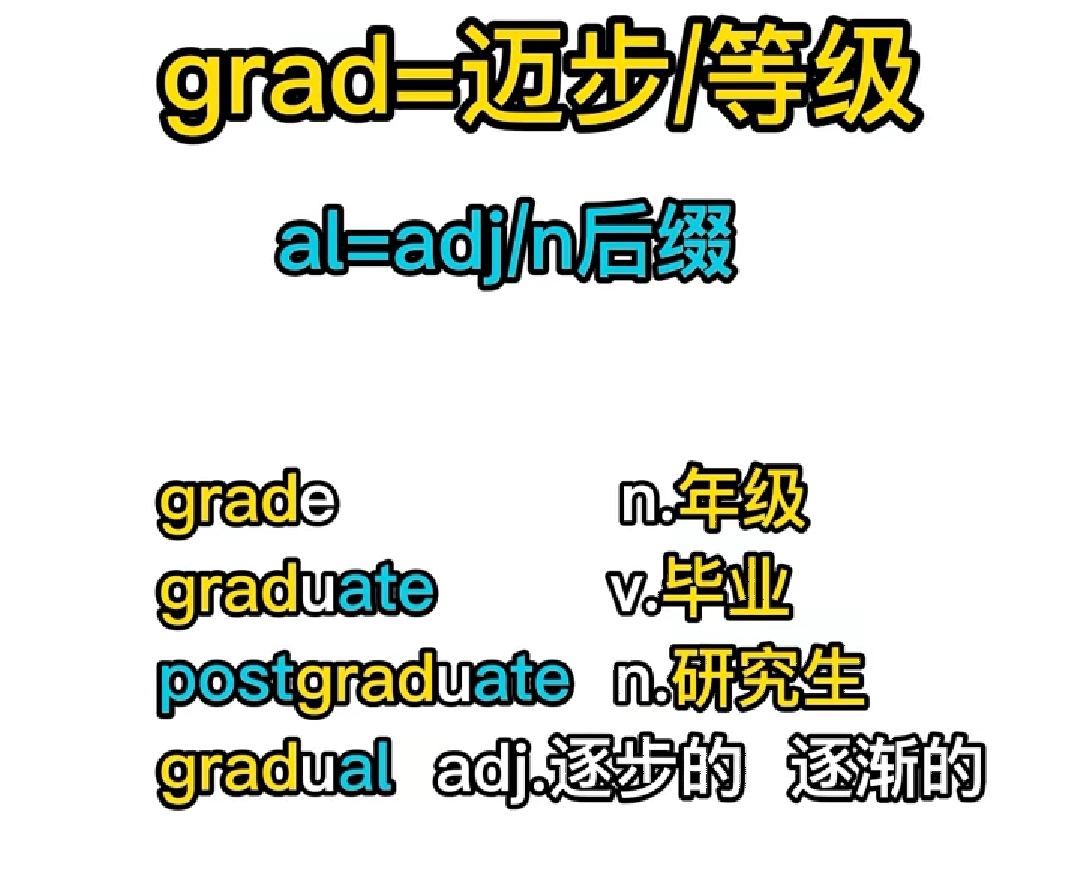 grad=迈步/等级
al=adj/n后缀
grade n.年级
graduate v.毕业
postgraduate n.研究生
gradual adj.逐步的 逐渐的